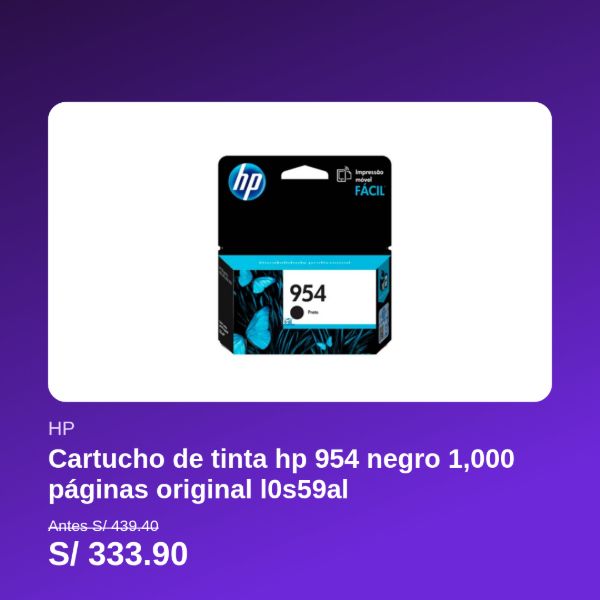 hp
Impressão
móvel
FÁCIL
954
Preto
HP
Cartucho de tinta hp 954 negro 1,000
páginas original l0s59al
Antes S/ 439.40
S/ 333.90